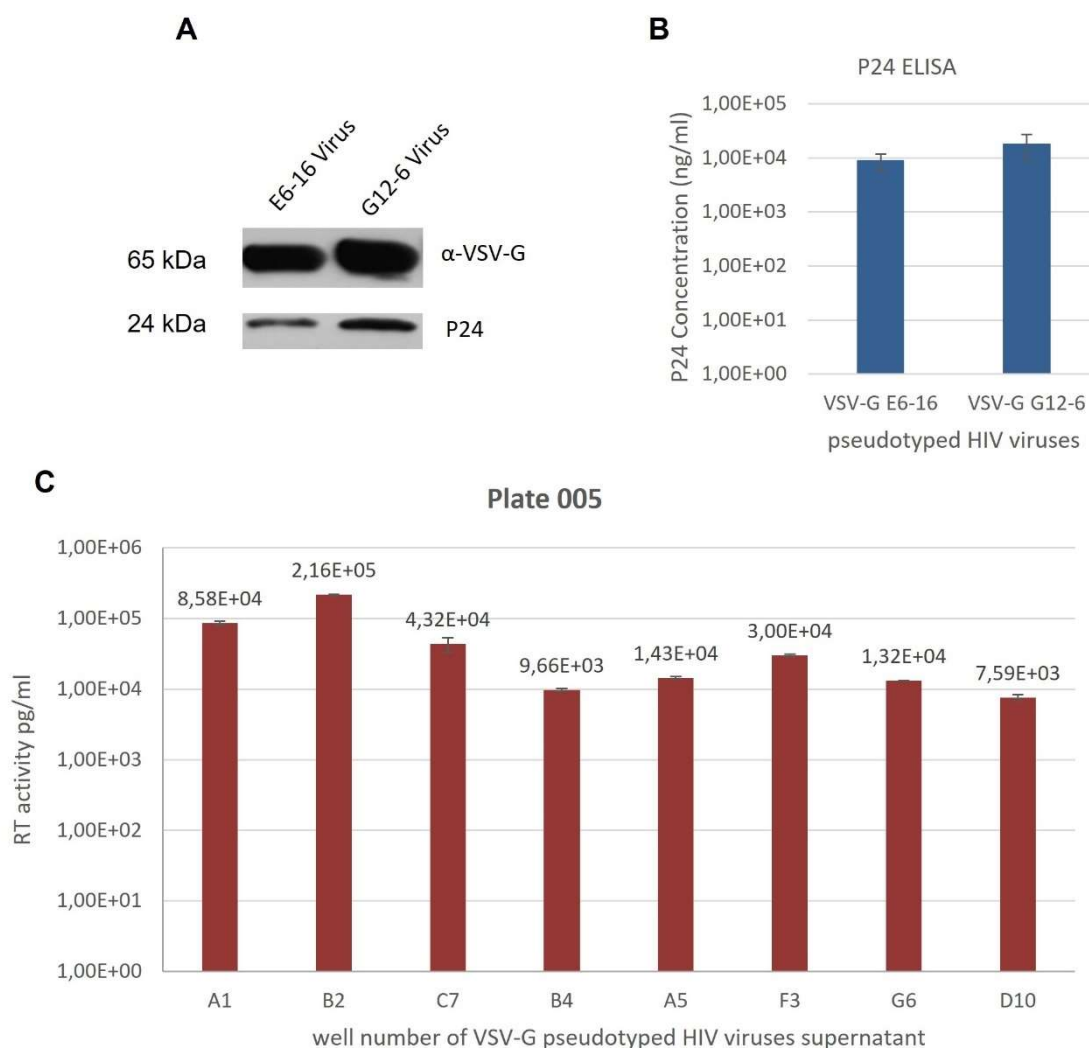 A
E6-16 Virus
G12-6 Virus
65 kDa
α-VSV-G
24 kDa
P24
B
P24 ELISA
P24 Concentration (ng/ml)
1,00E+05
1,00E+04
1,00E+03
1,00E+02
1,00E+01
1,00E+00
VSV-G E6-16
VSV-G G12-6
pseudotyped HIV viruses
C
Plate 005
RT activity pg/ml
1,00E+06
1,00E+05
1,00E+04
1,00E+03
1,00E+02
1,00E+01
1,00E+00
8,58E+04
2,16E+05
4,32E+04
9,66E+03
1,43E+04
3,00E+04
1,32E+04
7,59E+03
A1 B2 C7 B4 A5 F3 G6 D10
well number of VSV-G pseudotyped HIV viruses supernatant